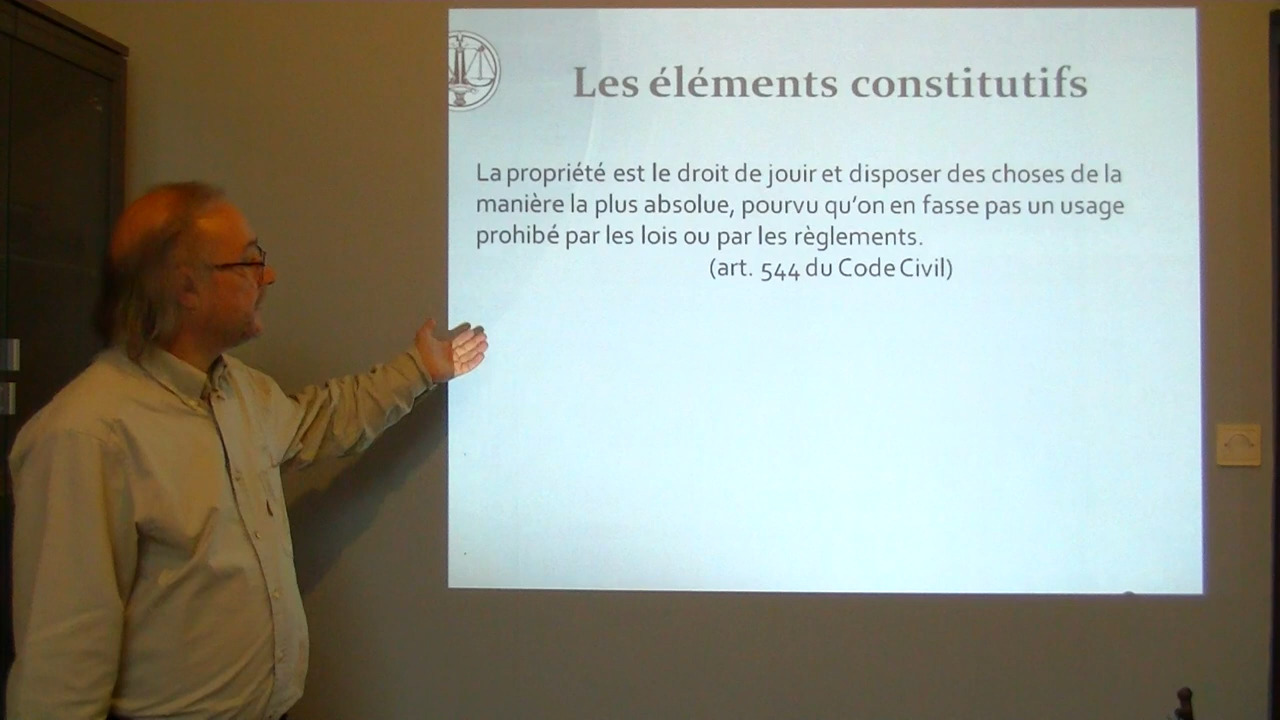 Les éléments constitutifs
La propriété est le droit de jouir et disposer des choses de la
manière la plus absolue, pourvu qu'on en fasse pas un usage
prohibé par les lois ou par les règlements.
(art. 544 du Code Civil)